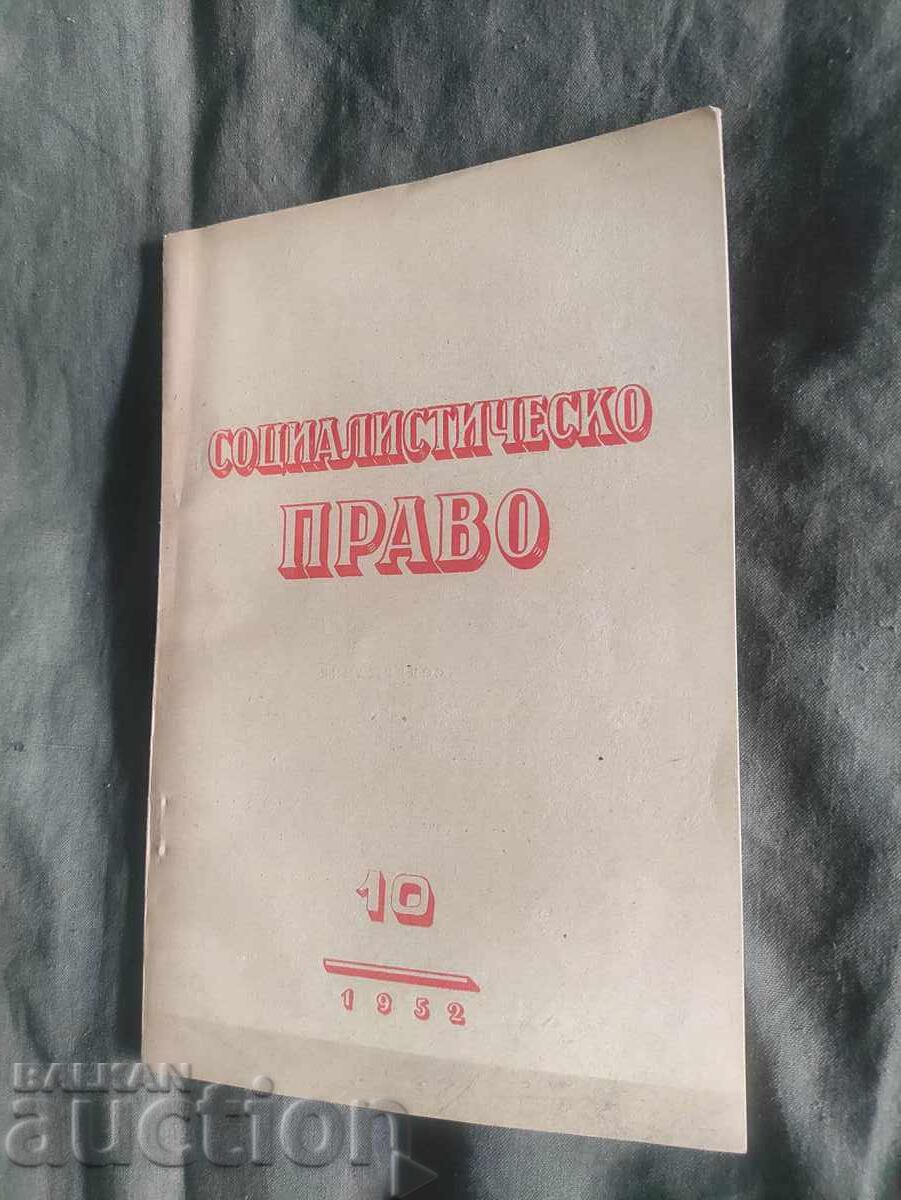 СОЦИАЛИСТИЧЕСКО
ПРАВО
10
1952
BALKAN
auction